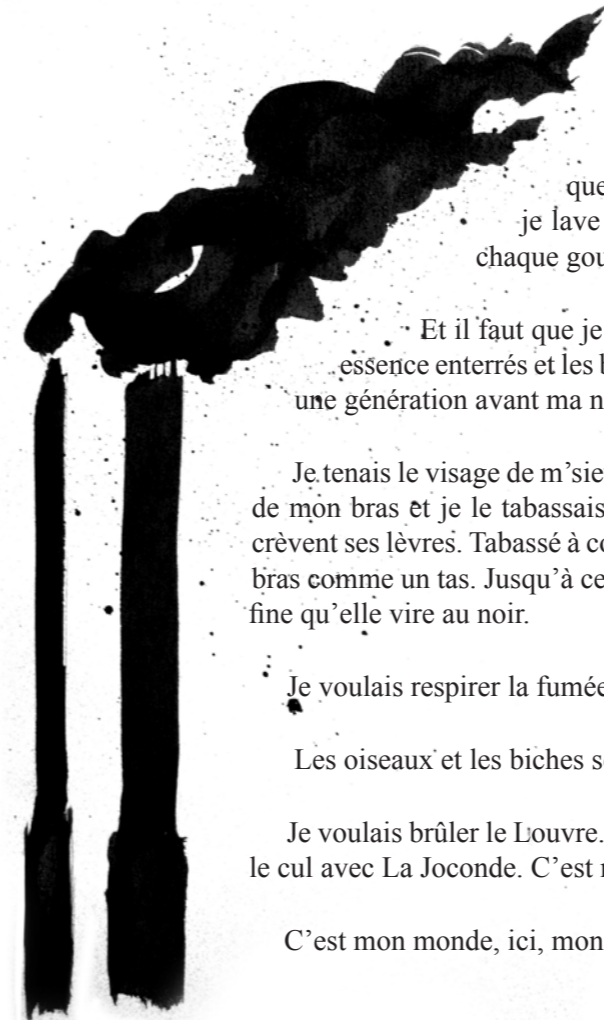 que
je lave
chaque gou
Et il faut que je
essence enterrés et les b
une génération avant ma n
Je tenais le visage de m’sie
de mon bras et je le tabassais
crèvent ses lèvres. Tabassé à co
bras comme un tas. Jusqu’à ce
fine qu’elle vire au noir.
Je voulais respirer la fumée
Les oiseaux et les biches s
Je voulais brûler le Louvre.
le cul avec La Joconde. C’est
C’est mon monde, ici, mon